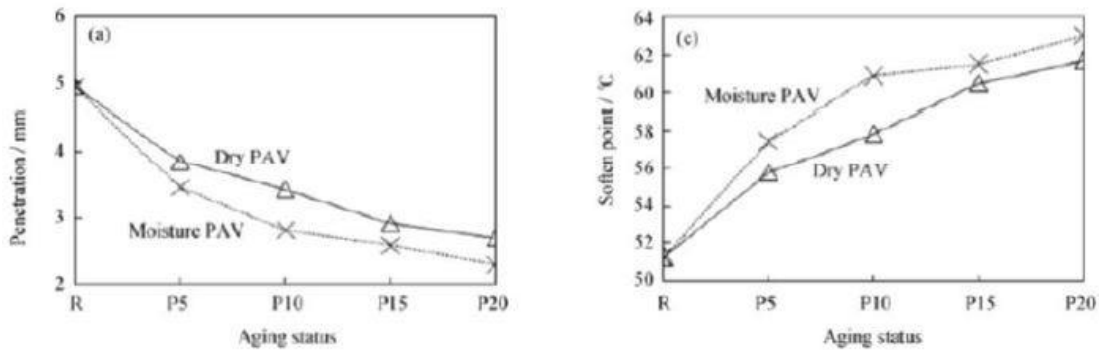 (a)
6
5
4
3
2
Penetration / mm
Dry PAV
Moisture PAV
R P5 P10 P15 P20
Aging status
(c)
64
62
60
58
56
54
52
50
Soften point / °C
Moisture PAV
Dry PAV
R P5 P10 P15 P20
Aging status